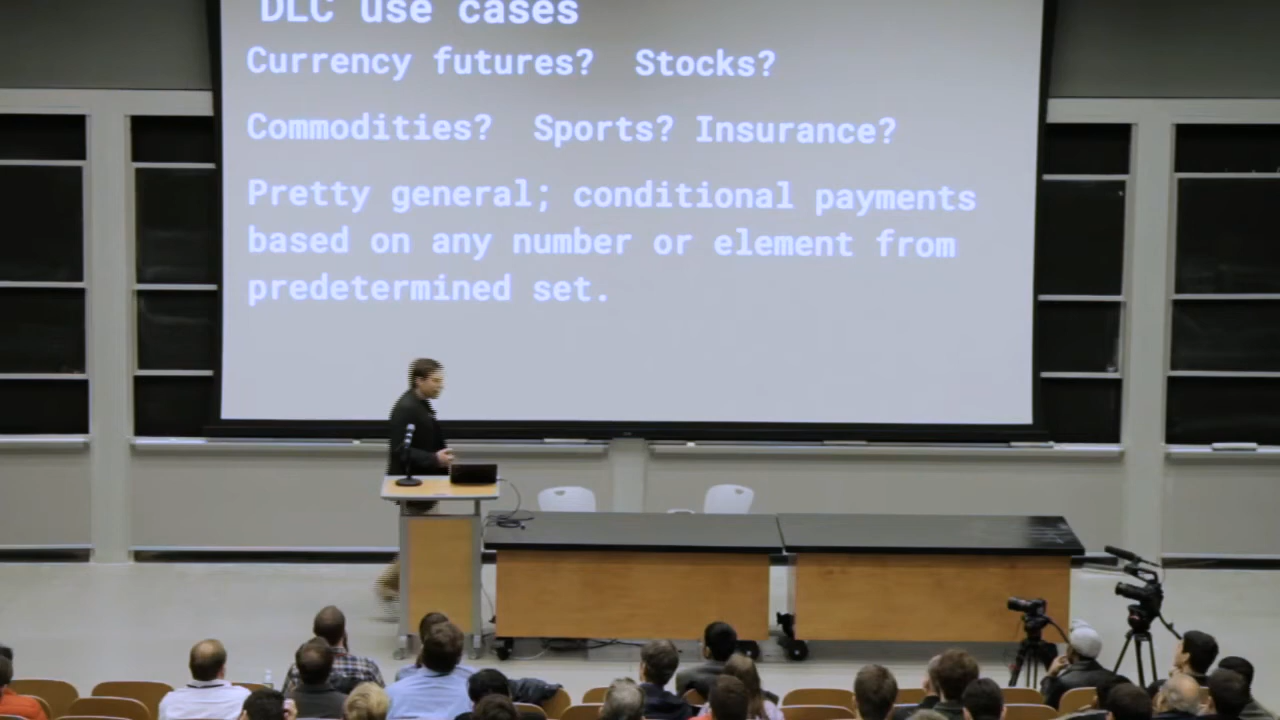 DLC use cases
Currency futures? Stocks?
Commodities? Sports? Insurance?
Pretty general; conditional payments
based on any number or element from
predetermined set.